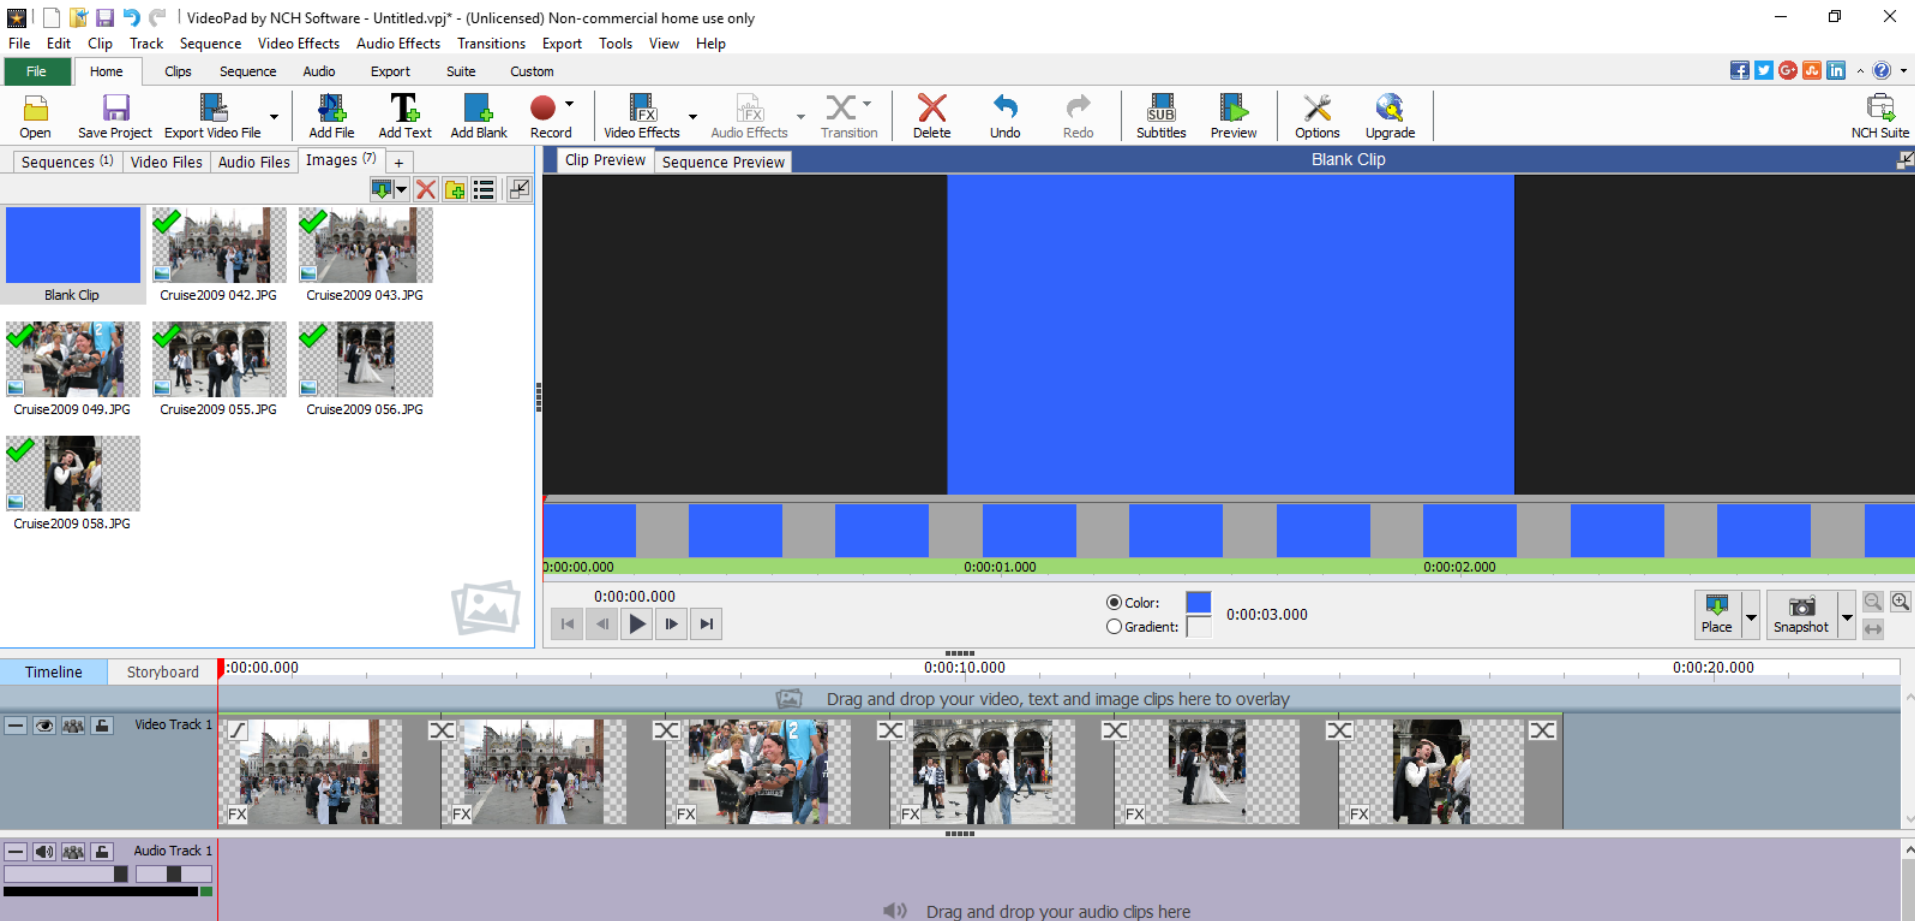 VideoPad by NCH Software - Untitled.vpj* - (Unlicensed) Non-commercial home use only
File Edit Clip Track Sequence Video Effects Audio Effects Transitions Export Tools View Help
File Home Clips Sequence Audio Export Suite Custom
Open Save Project Export Video File Add File Add Text Add Blank Record Video Effects Audio Effects Transition Delete Undo Redo Subtitles Preview Options Upgrade NCH Suite
Sequences (1) Video Files Audio Files Images (7) +
Clip Preview Sequence Preview Blank Clip
Blank Clip Cruise2009 042.JPG Cruise2009 043.JPG
Cruise2009 049.JPG Cruise2009 055.JPG Cruise2009 056.JPG
Cruise2009 058.JPG
0:00:00.000 0:00:01.000 0:00:02.000
0:00:00.000
Color:
Gradient:
0:00:03.000
Place Snapshot
Timeline Storyboard :00:00.000 0:00:10.000 0:00:20.000
Drag and drop your video, text and image clips here to overlay
Video Track 1
FX FX FX FX FX FX
Audio Track 1
Drag and drop your audio clips here